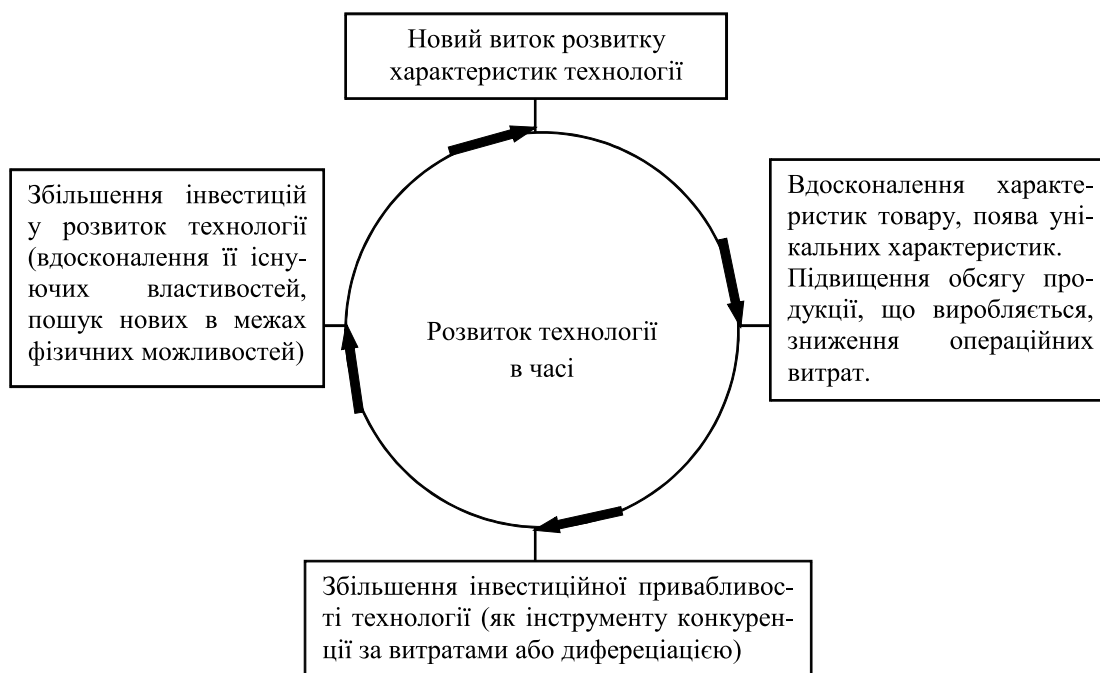 Новий виток розвитку
характеристик технології
Збільшення інвестицій
у розвиток технології
(вдосконалення її існу-
ючих властивостей,
пошук нових в межах
фізичних можливостей)
Розвиток технології
в часі
Вдосконалення характе-
ристик товару, поява уні-
кальних характеристик.
Підвищення обсягу про-
дукції, що виробляється,
зниження операційних
витрат.
Збільшення інвестиційної привабливос-
ті технології (як інструменту конкурен-
ції за витратами або дифереціацією)